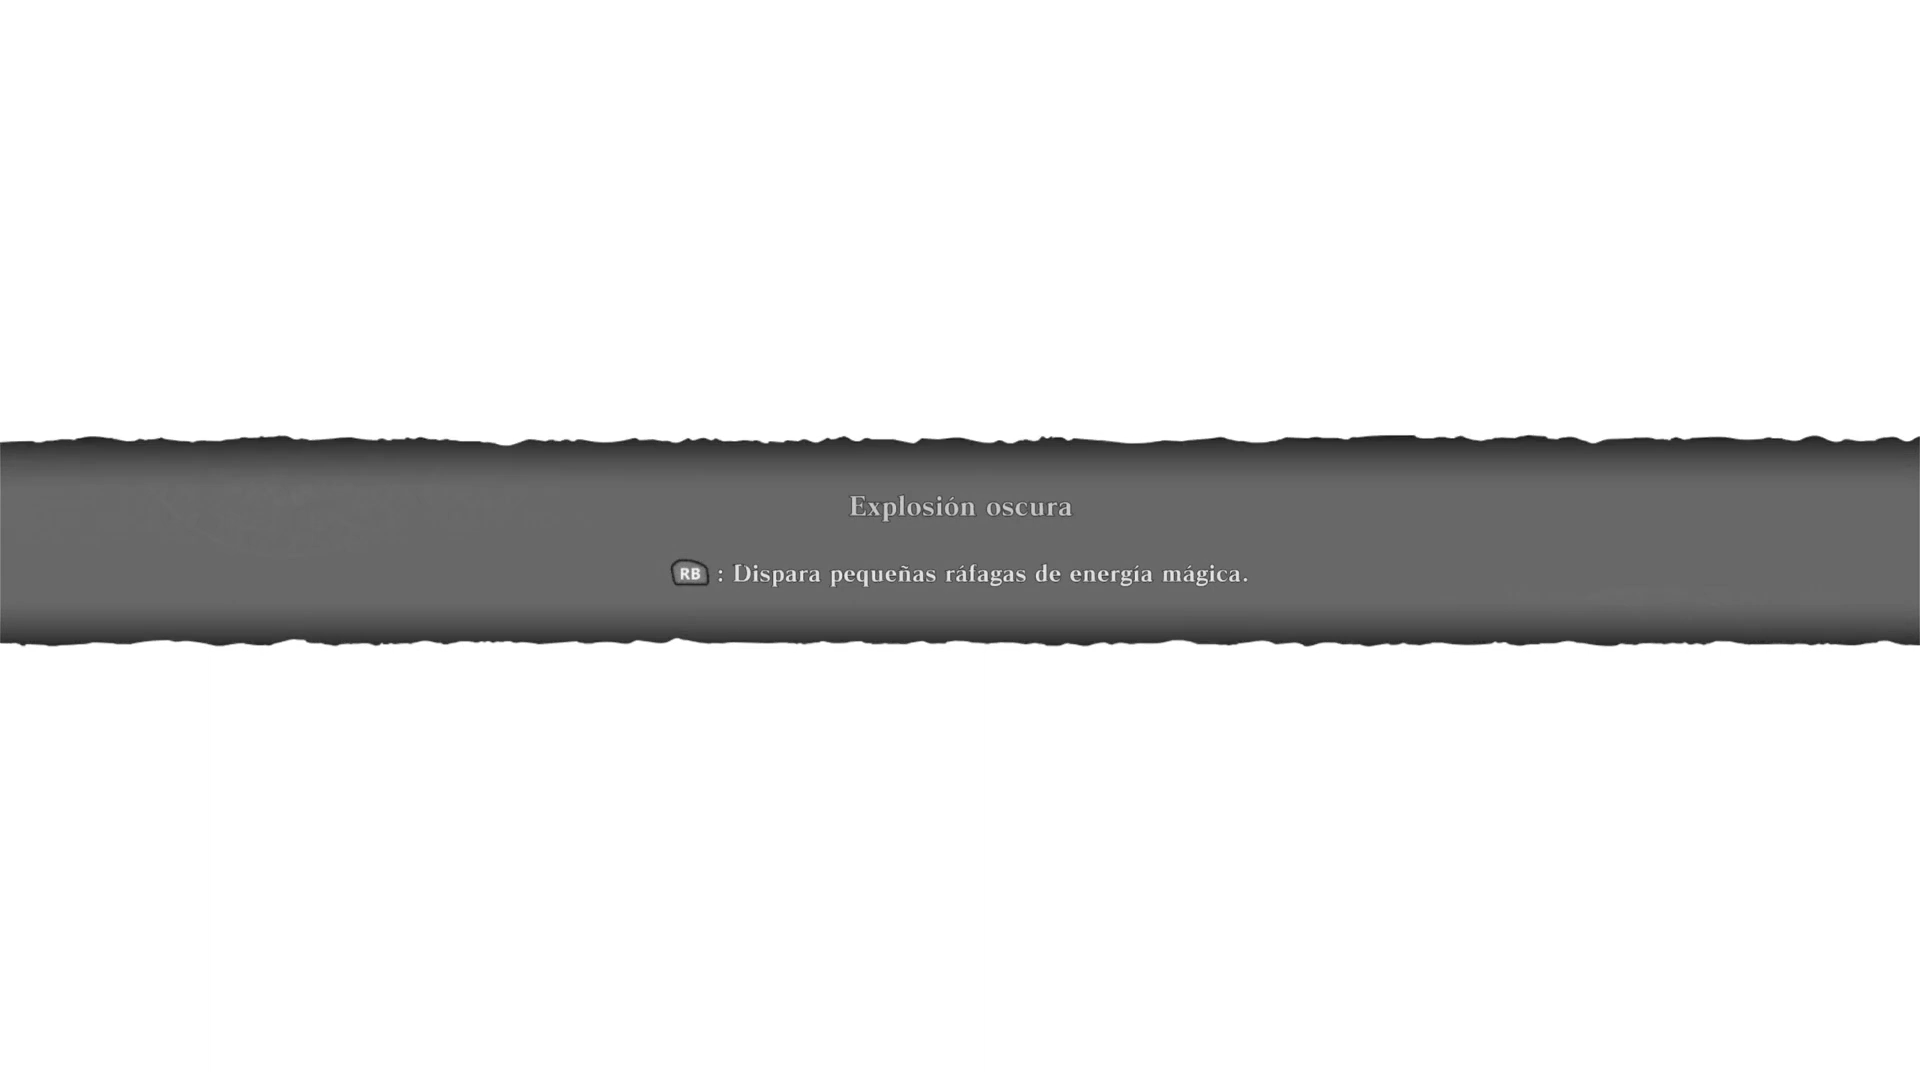 Explosión oscura
RB : Dispara pequeñas ráfagas de energía mágica.